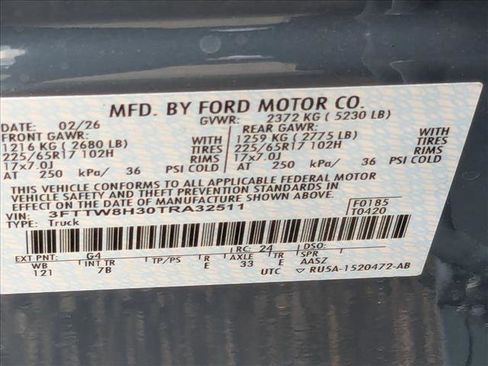 MFD. BY FORD MOTOR CO.
DATE: 02/26 GVWR: 2372 KG ( 5230 LB)
FRONT GAWR: REAR GAWR:
1216 KG ( 2680 LB) 1259 KG ( 2775 LB)
225/65R17 102H TIRES 225/65R17 102H
17x7.0J RIMS 17x7.0J
AT 250 kPa/ 36 PSI COLD AT 250 kPa/ 36 PSI COLD
THIS VEHICLE CONFORMS TO ALL APPLICABLE FEDERAL MOTOR
VEHICLE SAFETY AND THEFT PREVENTION STANDARDS IN EFFECT
ON THE DATE OF MANUFACTURE SHOWN ABOVE.
VIN: 3FTTW8H30TRA32511 F0185
TYPE: Truck T0420
EXT PNT: G4 RC: 24 DSO:
WB INT TR TP/PS R AXLE TR SPR
121 7B E 33 E AASZ
UTC RU5A-1520472-AB